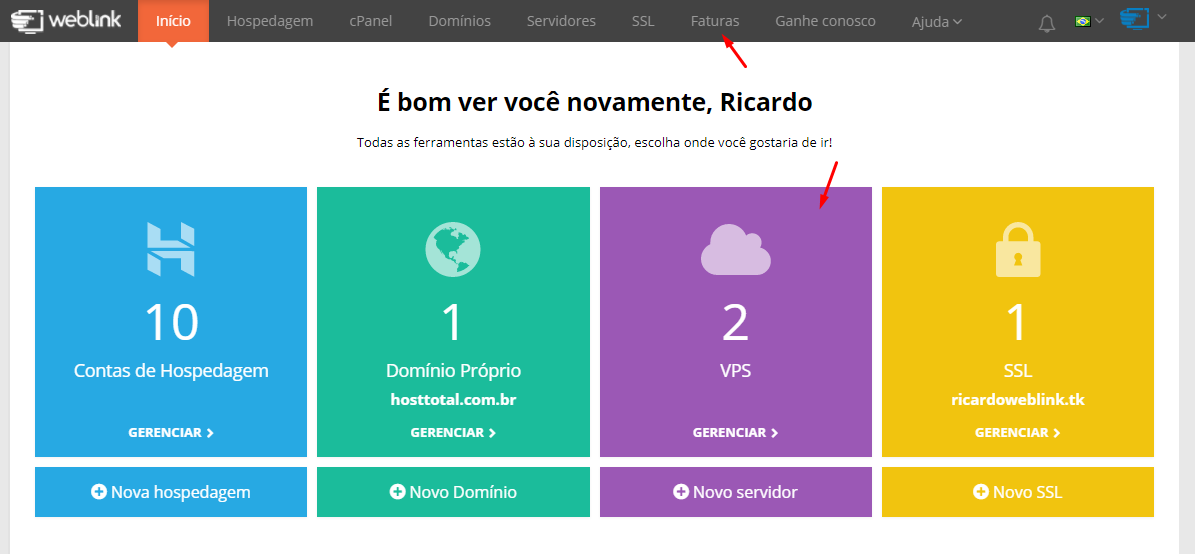 weblink Início Hospedagem cPanel Domínios Servidores SSL Faturas Ganhe conosco Ajuda
É bom ver você novamente, Ricardo
Todas as ferramentas estão à sua disposição, escolha onde você gostaria de ir!
10
Contas de Hospedagem
GERENCIAR
Nova hospedagem
1
Domínio Próprio
hosttotal.com.br
GERENCIAR
Novo Domínio
2
VPS
GERENCIAR
Novo servidor
1
SSL
ricardoweblink.tk
GERENCIAR
Novo SSL